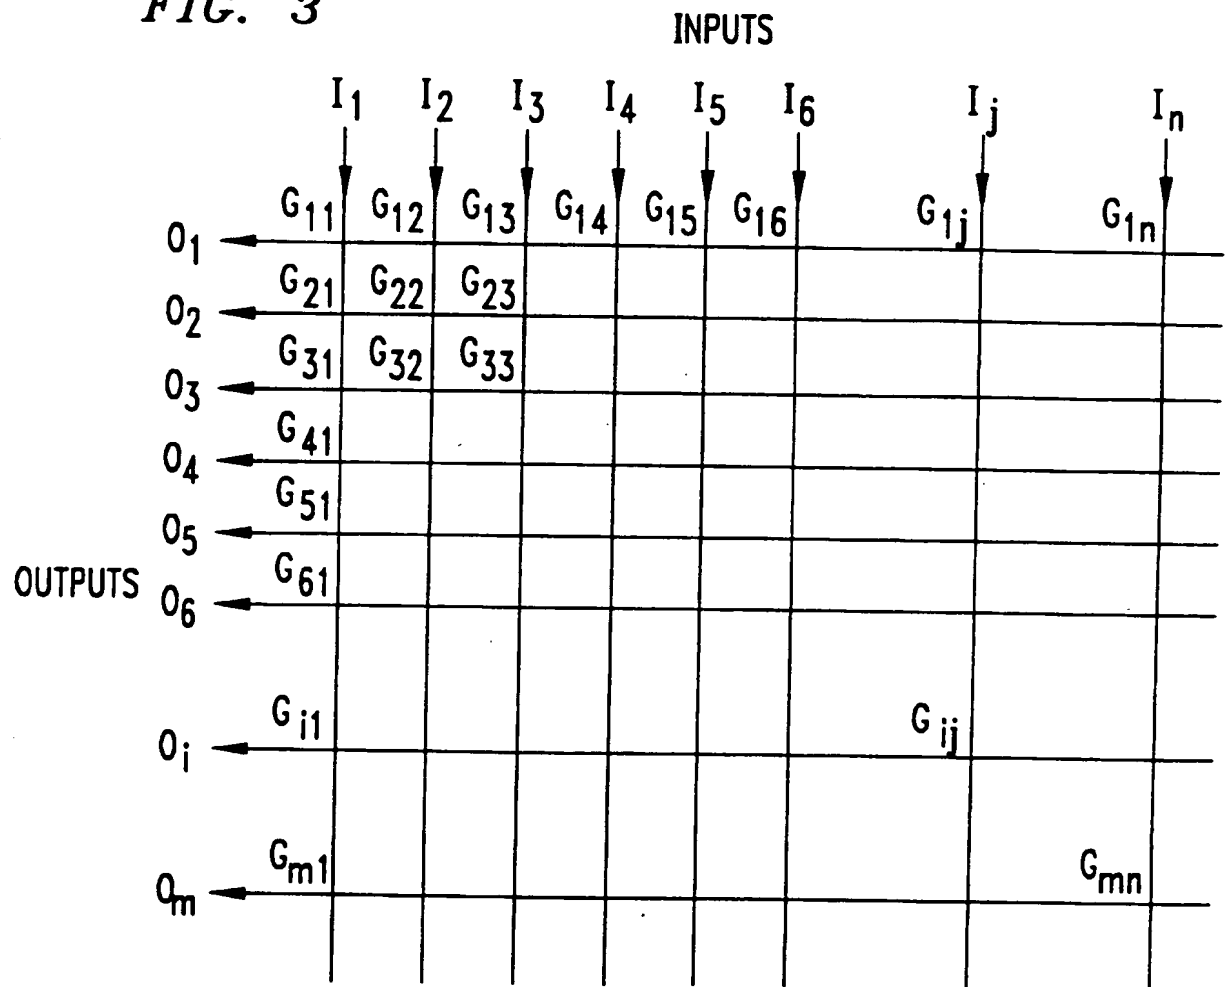 FIG. 3
INPUTS
I1 I2 I3 I4 I5 I6 Ij In
G11 G12 G13 G14 G15 G16 G1j G1n
O1
G21 G22 G23
O2
G31 G32 G33
O3
G41
O4
G51
O5
G61
OUTPUTS O6
Gi1 Gij
Oi
Gm1 Gmn
Om